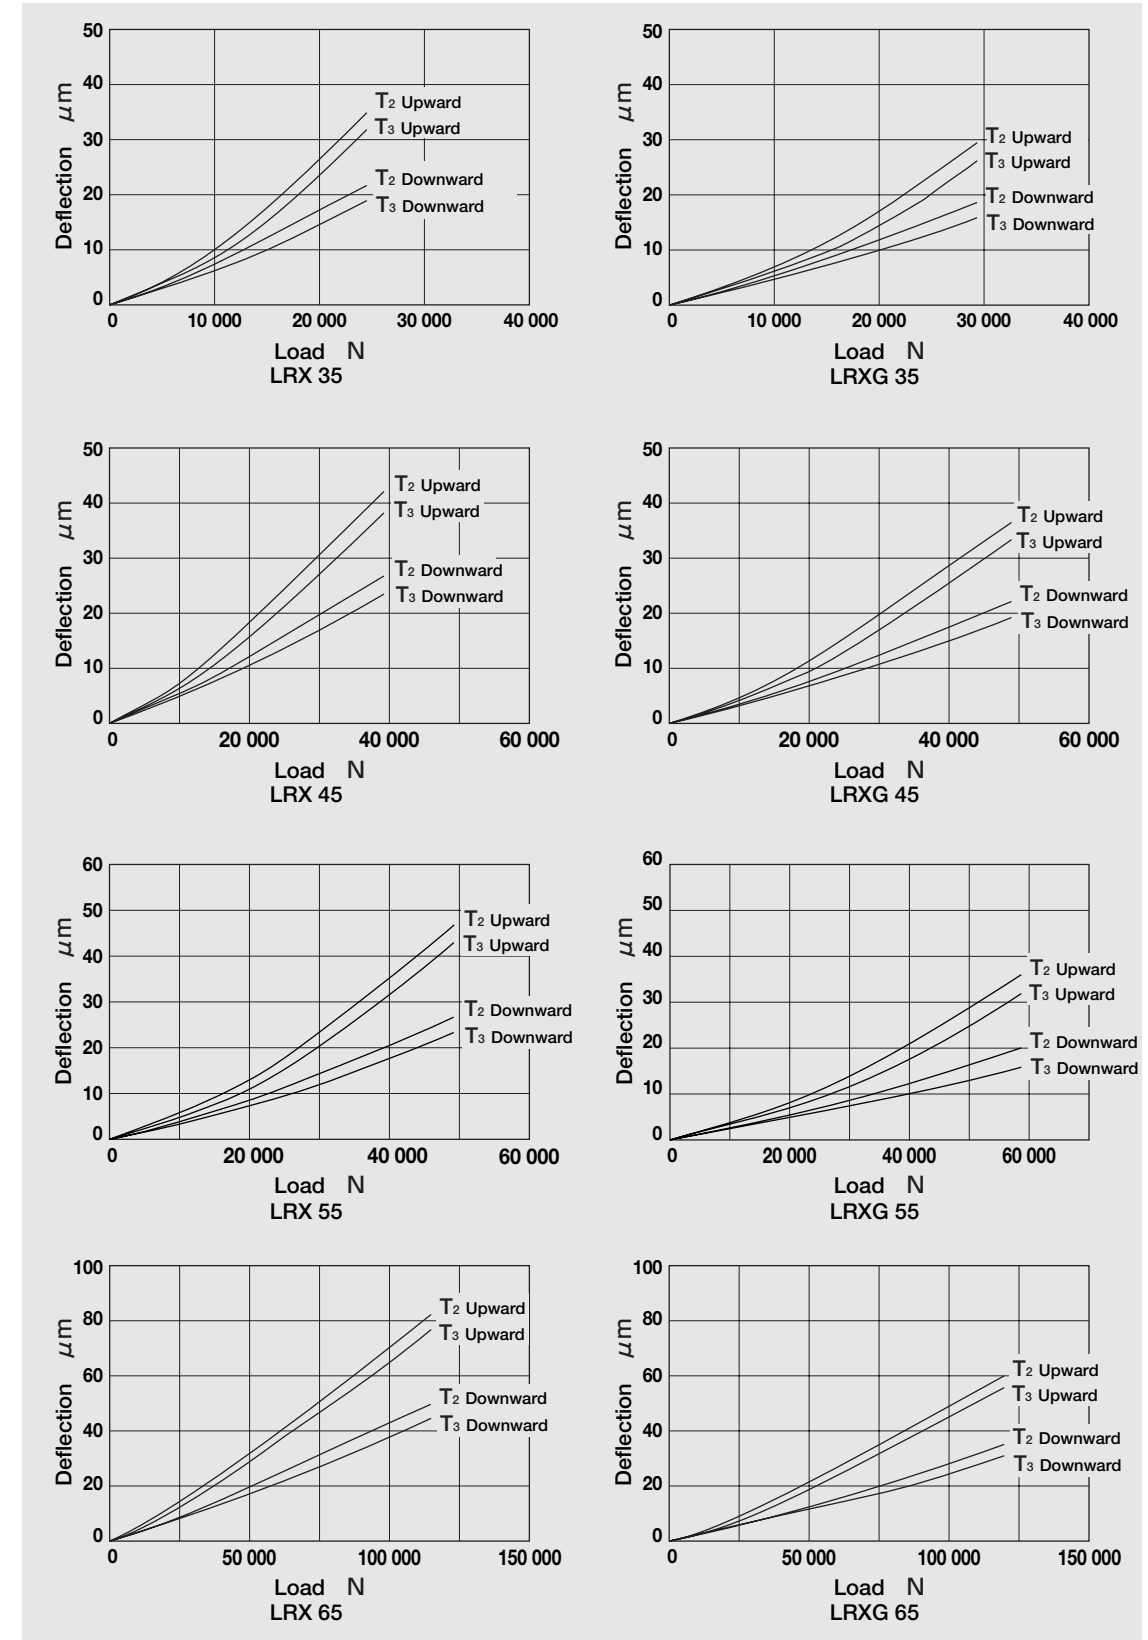 50
40
30
20
10
0
Deflection μm
T2 Upward
T3 Upward
T2 Downward
T3 Downward
0 10 000 20 000 30 000 40 000
Load N
LRX 35
50
40
30
20
10
0
Deflection μm
T2 Upward
T3 Upward
T2 Downward
T3 Downward
0 10 000 20 000 30 000 40 000
Load N
LRXG 35
50
40
30
20
10
0
Deflection μm
T2 Upward
T3 Upward
T2 Downward
T3 Downward
0 20 000 40 000 60 000
Load N
LRX 45
50
40
30
20
10
0
Deflection μm
T2 Upward
T3 Upward
T2 Downward
T3 Downward
0 20 000 40 000 60 000
Load N
LRXG 45
60
50
40
30
20
10
0
Deflection μm
T2 Upward
T3 Upward
T2 Downward
T3 Downward
0 20 000 40 000 60 000
Load N
LRX 55
60
50
40
30
20
10
0
Deflection μm
T2 Upward
T3 Upward
T2 Downward
T3 Downward
0 20 000 40 000 60 000
Load N
LRXG 55
100
80
60
40
20
0
Deflection μm
T2 Upward
T3 Upward
T2 Downward
T3 Downward
0 50 000 100 000 150 000
Load N
LRX 65
100
80
60
40
20
0
Deflection μm
T2 Upward
T3 Upward
T2 Downward
T3 Downward
0 50 000 100 000 150 000
Load N
LRXG 65